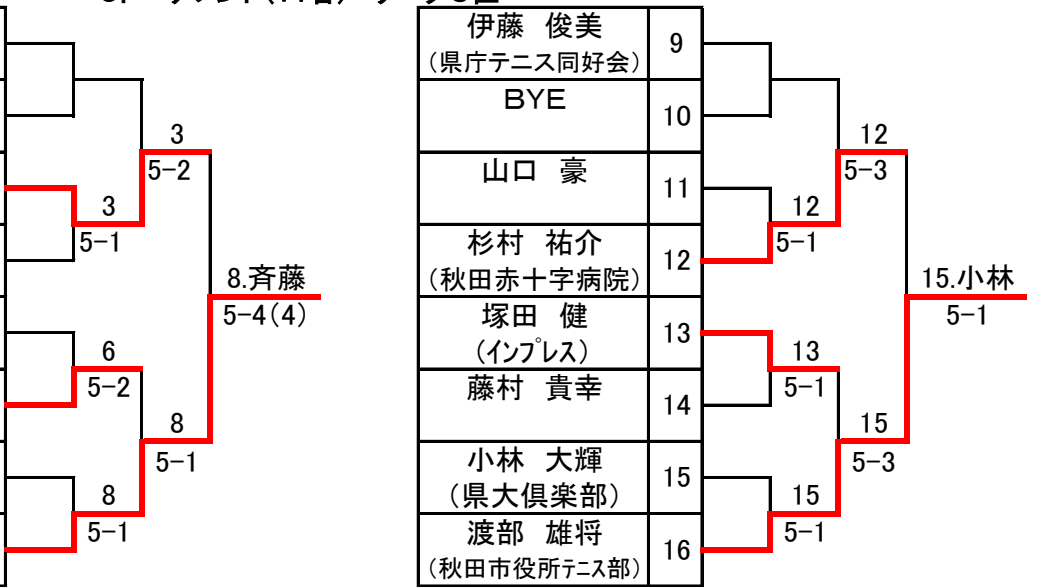 3
5-2
3
5-1
8.斉藤
5-4(4)
6
5-2
8
5-1
8
5-1
伊藤　俊美
(県庁テニス同好会)
9
BYE
10
山口　豪
11
杉村　祐介
(秋田赤十字病院)
12
塚田　健
(インプレス)
13
藤村　貴幸
14
小林　大輝
(県大倶楽部)
15
渡部　雄将
(秋田市役所テニス部)
16
12
5-3
12
5-1
15.小林
5-1
13
5-1
15
5-3
15
5-1